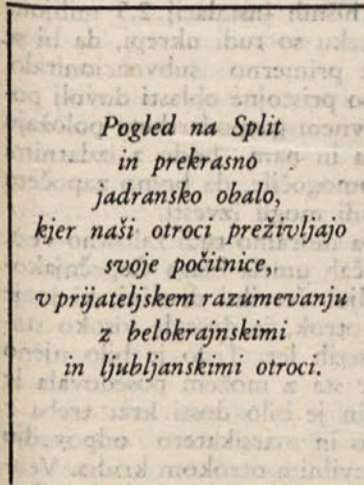 Pogled na Split
in prekrasno
jadransko obalo,
kjer naši otroci preživljajo
svoje počitnice,
v prijateljskem razumevanju
z belokrajnskimi
in ljubljanskimi otroci.